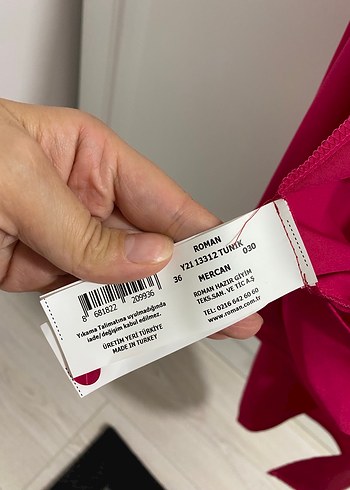 ROMAN
Y21 13312 TUNİK
36 MERCAN 030
ROMAN HAZIR GİYİM
TEKS.SAN. VE TİC A.Ş
TEL: 0216 642 60 60
www.roman.com.tr
8 681822 209936
Yıkama Talimatına uyulmadığında
iade/değişim kabul edilmez.
ÜRETİM YERİ TÜRKİYE
MADE IN TURKEY